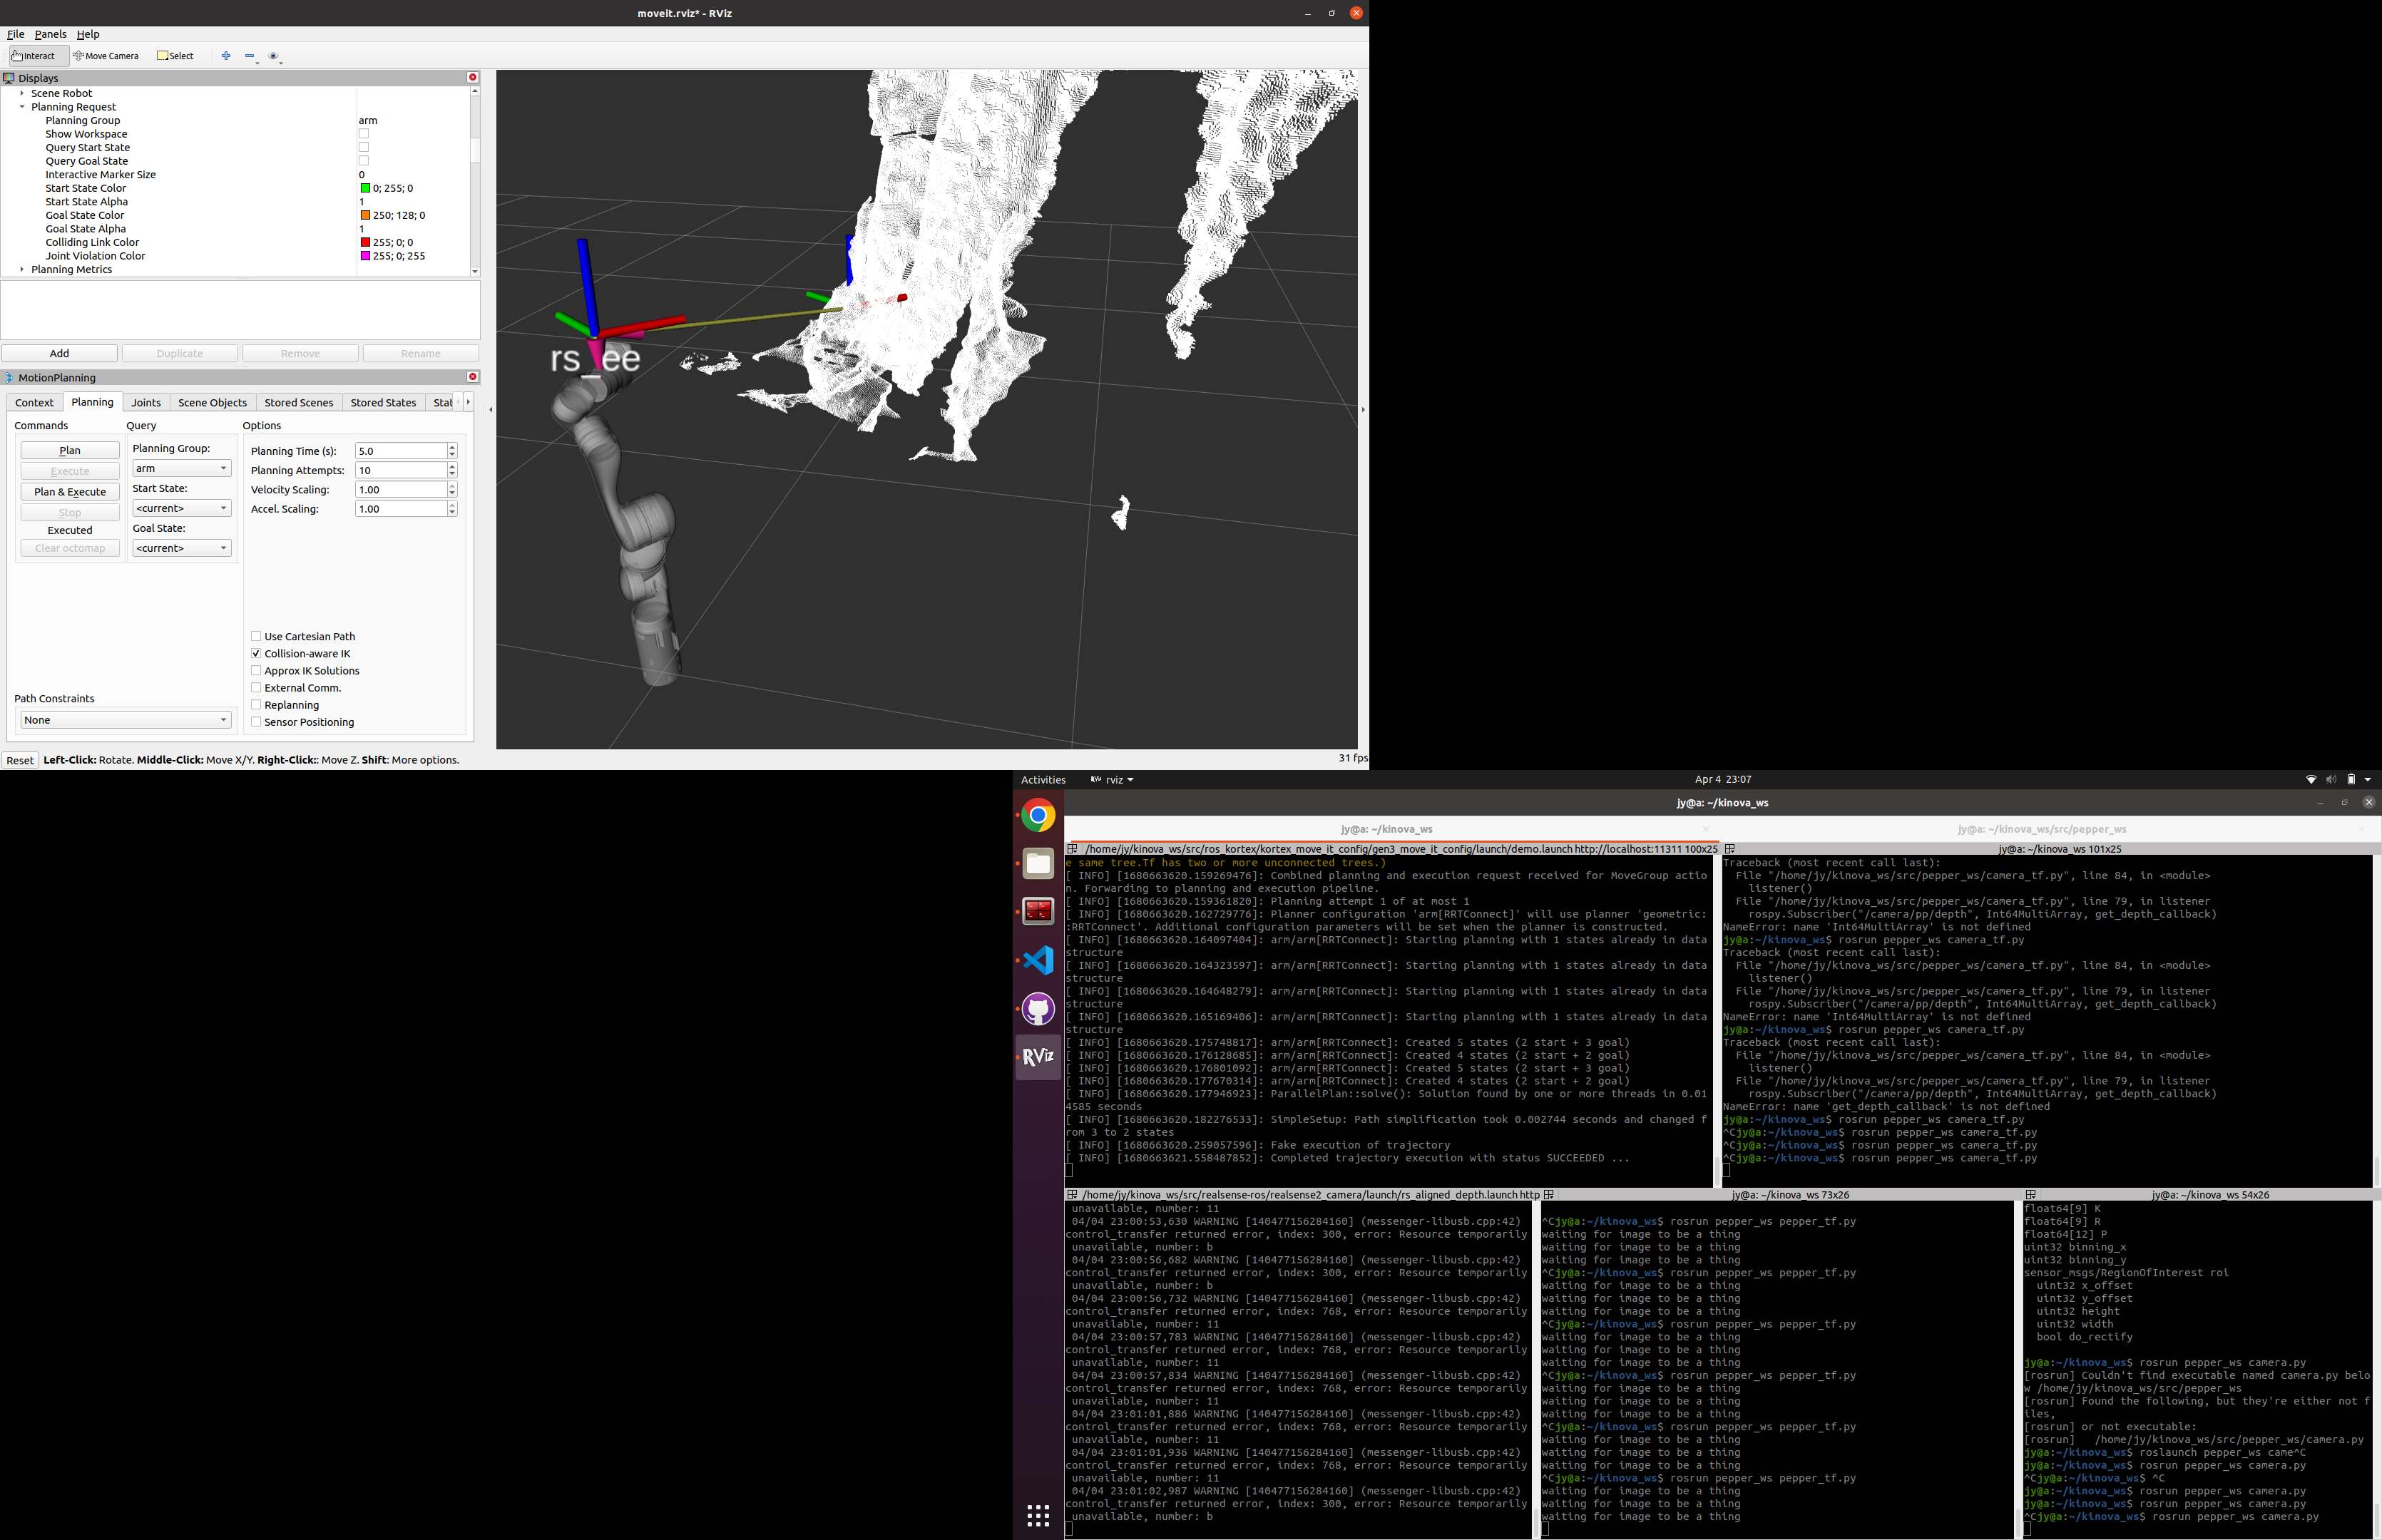 moveit.rviz* - RViz
File Panels Help
Interact Move Camera Select
Displays
Scene Robot
Planning Request
Planning Group arm
Show Workspace
Query Start State
Query Goal State
Interactive Marker Size 0
Start State Color 0; 255; 0
Start State Alpha 1
Goal State Color 250; 128; 0
Goal State Alpha 1
Colliding Link Color 255; 0; 0
Joint Violation Color 255; 0; 255
Planning Metrics
Add Duplicate Remove Rename
MotionPlanning
Context Planning Joints Scene Objects Stored Scenes Stored States Stat
Commands Query Options
Plan
Execute
Plan & Execute
Stop
Executed
Clear octomap
Planning Group:
arm
Start State:
<current>
Goal State:
<current>
Planning Time (s): 5.0
Planning Attempts: 10
Velocity Scaling: 1.00
Accel. Scaling: 1.00
Use Cartesian Path
Collision-aware IK
Approx IK Solutions
External Comm.
Replanning
Sensor Positioning
Path Constraints
None
Reset Left-Click: Rotate. Middle-Click: Move X/Y. Right-Click:: Move Z. Shift: More options.
31 fps
rs_ee
Activities RViz rviz Apr 4 23:07
jy@a: ~/kinova_ws
jy@a: ~/kinova_ws
jy@a: ~/kinova_ws/src/pepper_ws
RViz
/home/jy/kinova_ws/src/ros_kortex/kortex_move_it_config/gen3_move_it_config/launch/demo.launch http://localhost:11311 100x25
e same tree.Tf has two or more unconnected trees.)
[ INFO] [1680663620.159269476]: Combined planning and execution request received for MoveGroup actio
n. Forwarding to planning and execution pipeline.
[ INFO] [1680663620.159361820]: Planning attempt 1 of at most 1
[ INFO] [1680663620.162729776]: Planner configuration 'arm[RRTConnect]' will use planner 'geometric:
:RRTConnect'. Additional configuration parameters will be set when the planner is constructed.
[ INFO] [1680663620.164097404]: arm/arm[RRTConnect]: Starting planning with 1 states already in data
structure
[ INFO] [1680663620.164323597]: arm/arm[RRTConnect]: Starting planning with 1 states already in data
structure
[ INFO] [1680663620.164648279]: arm/arm[RRTConnect]: Starting planning with 1 states already in data
structure
[ INFO] [1680663620.165169406]: arm/arm[RRTConnect]: Starting planning with 1 states already in data
structure
[ INFO] [1680663620.175748817]: arm/arm[RRTConnect]: Created 5 states (2 start + 3 goal)
[ INFO] [1680663620.176128685]: arm/arm[RRTConnect]: Created 4 states (2 start + 2 goal)
[ INFO] [1680663620.176801092]: arm/arm[RRTConnect]: Created 5 states (2 start + 3 goal)
[ INFO] [1680663620.177670314]: arm/arm[RRTConnect]: Created 4 states (2 start + 2 goal)
[ INFO] [1680663620.177946923]: ParallelPlan::solve(): Solution found by one or more threads in 0.01
4585 seconds
[ INFO] [1680663620.182276533]: SimpleSetup: Path simplification took 0.002744 seconds and changed f
rom 3 to 2 states
[ INFO] [1680663620.259057596]: Fake execution of trajectory
[ INFO] [1680663621.558487852]: Completed trajectory execution with status SUCCEEDED ...
jy@a: ~/kinova_ws 101x25
Traceback (most recent call last):
File "/home/jy/kinova_ws/src/pepper_ws/camera_tf.py", line 84, in <module>
listener()
File "/home/jy/kinova_ws/src/pepper_ws/camera_tf.py", line 79, in listener
rospy.Subscriber("/camera/pp/depth", Int64MultiArray, get_depth_callback)
NameError: name 'Int64MultiArray' is not defined
jy@a:~/kinova_ws$ rosrun pepper_ws camera_tf.py
Traceback (most recent call last):
File "/home/jy/kinova_ws/src/pepper_ws/camera_tf.py", line 84, in <module>
listener()
File "/home/jy/kinova_ws/src/pepper_ws/camera_tf.py", line 79, in listener
rospy.Subscriber("/camera/pp/depth", Int64MultiArray, get_depth_callback)
NameError: name 'Int64MultiArray' is not defined
jy@a:~/kinova_ws$ rosrun pepper_ws camera_tf.py
Traceback (most recent call last):
File "/home/jy/kinova_ws/src/pepper_ws/camera_tf.py", line 84, in <module>
listener()
File "/home/jy/kinova_ws/src/pepper_ws/camera_tf.py", line 79, in listener
rospy.Subscriber("/camera/pp/depth", Int64MultiArray, get_depth_callback)
NameError: name 'get_depth_callback' is not defined
jy@a:~/kinova_ws$ rosrun pepper_ws camera_tf.py
^Cjy@a:~/kinova_ws$ rosrun pepper_ws camera_tf.py
^Cjy@a:~/kinova_ws$ rosrun pepper_ws camera_tf.py
^Cjy@a:~/kinova_ws$ rosrun pepper_ws camera_tf.py
/home/jy/kinova_ws/src/realsense-ros/realsense2_camera/launch/rs_aligned_depth.launch http
unavailable, number: 11
04/04 23:00:53,630 WARNING [140477156284160] (messenger-libusb.cpp:42)
control_transfer returned error, index: 300, error: Resource temporarily
unavailable, number: b
04/04 23:00:56,682 WARNING [140477156284160] (messenger-libusb.cpp:42)
control_transfer returned error, index: 300, error: Resource temporarily
unavailable, number: b
04/04 23:00:56,732 WARNING [140477156284160] (messenger-libusb.cpp:42)
control_transfer returned error, index: 768, error: Resource temporarily
unavailable, number: 11
04/04 23:00:57,783 WARNING [140477156284160] (messenger-libusb.cpp:42)
control_transfer returned error, index: 768, error: Resource temporarily
unavailable, number: 11
04/04 23:00:57,834 WARNING [140477156284160] (messenger-libusb.cpp:42)
control_transfer returned error, index: 768, error: Resource temporarily
unavailable, number: 11
04/04 23:01:01,886 WARNING [140477156284160] (messenger-libusb.cpp:42)
control_transfer returned error, index: 768, error: Resource temporarily
unavailable, number: 11
04/04 23:01:01,936 WARNING [140477156284160] (messenger-libusb.cpp:42)
control_transfer returned error, index: 768, error: Resource temporarily
unavailable, number: 11
04/04 23:01:02,987 WARNING [140477156284160] (messenger-libusb.cpp:42)
control_transfer returned error, index: 300, error: Resource temporarily
unavailable, number: b
jy@a: ~/kinova_ws 73x26
^Cjy@a:~/kinova_ws$ rosrun pepper_ws pepper_tf.py
waiting for image to be a thing
waiting for image to be a thing
waiting for image to be a thing
^Cjy@a:~/kinova_ws$ rosrun pepper_ws pepper_tf.py
waiting for image to be a thing
waiting for image to be a thing
waiting for image to be a thing
^Cjy@a:~/kinova_ws$ rosrun pepper_ws pepper_tf.py
waiting for image to be a thing
waiting for image to be a thing
waiting for image to be a thing
^Cjy@a:~/kinova_ws$ rosrun pepper_ws pepper_tf.py
waiting for image to be a thing
waiting for image to be a thing
waiting for image to be a thing
^Cjy@a:~/kinova_ws$ rosrun pepper_ws pepper_tf.py
waiting for image to be a thing
waiting for image to be a thing
waiting for image to be a thing
^Cjy@a:~/kinova_ws$ rosrun pepper_ws pepper_tf.py
waiting for image to be a thing
waiting for image to be a thing
waiting for image to be a thing
jy@a: ~/kinova_ws 54x26
float64[9] K
float64[9] R
float64[12] P
uint32 binning_x
uint32 binning_y
sensor_msgs/RegionOfInterest roi
uint32 x_offset
uint32 y_offset
uint32 height
uint32 width
bool do_rectify
jy@a:~/kinova_ws$ rosrun pepper_ws camera.py
[rosrun] Couldn't find executable named camera.py belo
w /home/jy/kinova_ws/src/pepper_ws
[rosrun] Found the following, but they're either not f
iles,
[rosrun] or not executable:
[rosrun] /home/jy/kinova_ws/src/pepper_ws/camera.py
jy@a:~/kinova_ws$ roslaunch pepper_ws came^C
jy@a:~/kinova_ws$ rosrun pepper_ws camera.py
^Cjy@a:~/kinova_ws$ ^C
jy@a:~/kinova_ws$ rosrun pepper_ws camera.py
jy@a:~/kinova_ws$ rosrun pepper_ws camera.py
^Cjy@a:~/kinova_ws$ rosrun pepper_ws camera.py